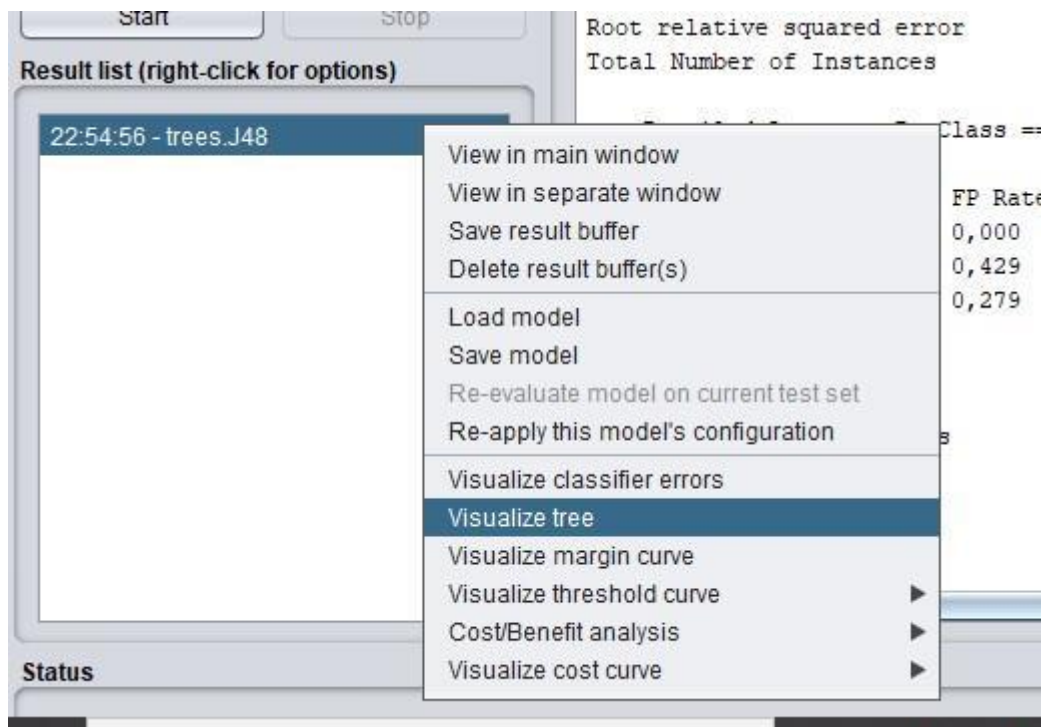 Start
Stop
Result list (right-click for options)
22:54:56 - trees.J48
Root relative squared error
Total Number of Instances
Class ==
FP Rate
0,000
0,429
0,279
s
View in main window
View in separate window
Save result buffer
Delete result buffer(s)
Load model
Save model
Re-evaluate model on current test set
Re-apply this model's configuration
Visualize classifier errors
Visualize tree
Visualize margin curve
Visualize threshold curve
Cost/Benefit analysis
Visualize cost curve
Status